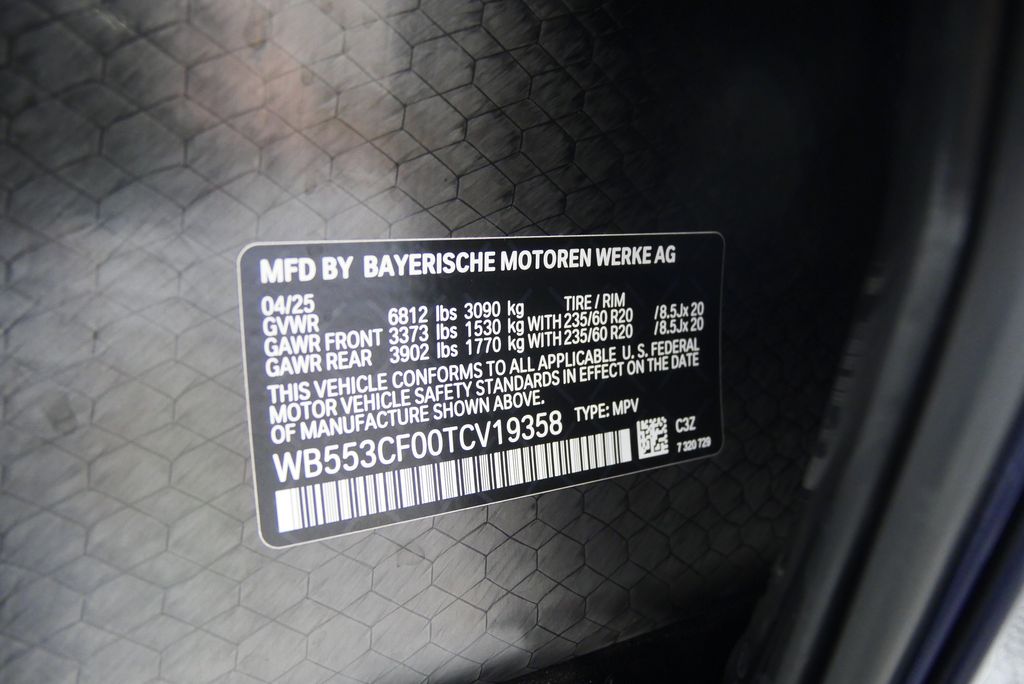 MFD BY BAYERISCHE MOTOREN WERKE AG
04/25
GVWR 6812 lbs 3090 kg TIRE / RIM
GAWR FRONT 3373 lbs 1530 kg WITH 235/60 R20 /8.5Jx 20
GAWR REAR 3902 lbs 1770 kg WITH 235/60 R20 /8.5Jx 20
THIS VEHICLE CONFORMS TO ALL APPLICABLE U.S. FEDERAL
MOTOR VEHICLE SAFETY STANDARDS IN EFFECT ON THE DATE
OF MANUFACTURE SHOWN ABOVE.
WB553CF00TCV19358 TYPE: MPV
C3Z
7 320 729